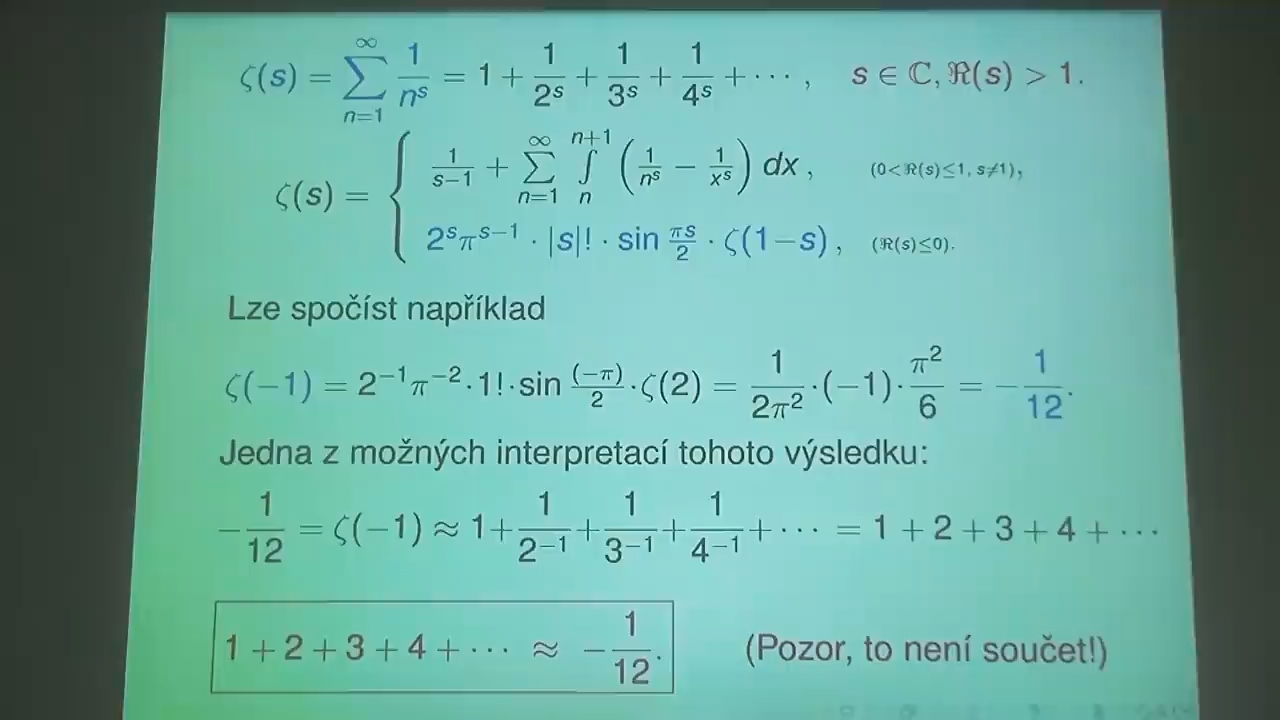 ζ(s) = ∑_{n=1}^{∞} 1/n^s = 1 + 1/2^s + 1/3^s + 1/4^s + ⋯ , s ∈ ℂ, ℜ(s) > 1.
ζ(s) = { 1/(s−1) + ∑_{n=1}^{∞} ∫_{n}^{n+1} (1/n^s − 1/x^s) dx , (0<ℜ(s)≤1, s≠1),
2^s π^{s−1} · |s|! · sin πs/2 · ζ(1−s) , (ℜ(s)≤0).
Lze spočíst například
ζ(−1) = 2^{−1}π^{−2} · 1! · sin (−π)/2 · ζ(2) = 1/(2π^2) · (−1) · π^2/6 = −1/12.
Jedna z možných interpretací tohoto výsledku:
−1/12 = ζ(−1) ≈ 1 + 1/2^{−1} + 1/3^{−1} + 1/4^{−1} + ⋯ = 1 + 2 + 3 + 4 + ⋯
1 + 2 + 3 + 4 + ⋯ ≈ −1/12. (Pozor, to není součet!)